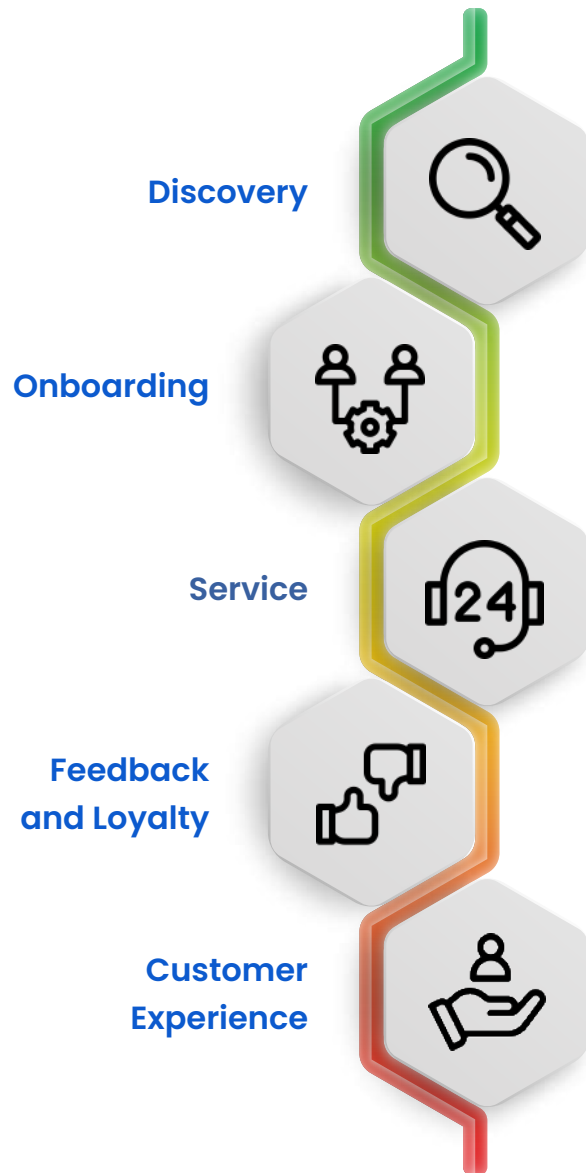 Discovery
Onboarding
Service
24
Feedback
and Loyalty
Customer
Experience